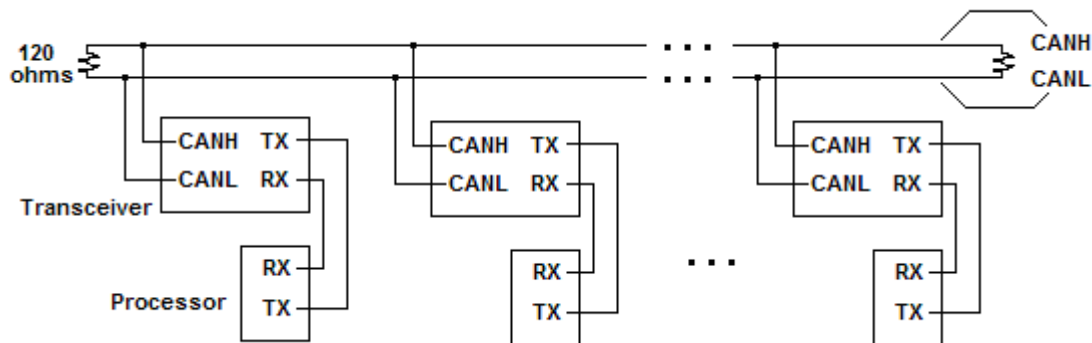 120
ohms
CANH
CANL
CANH TX
CANL RX
CANH TX
CANL RX
CANH TX
CANL RX
Transceiver
RX
TX
Processor
RX
TX
RX
TX